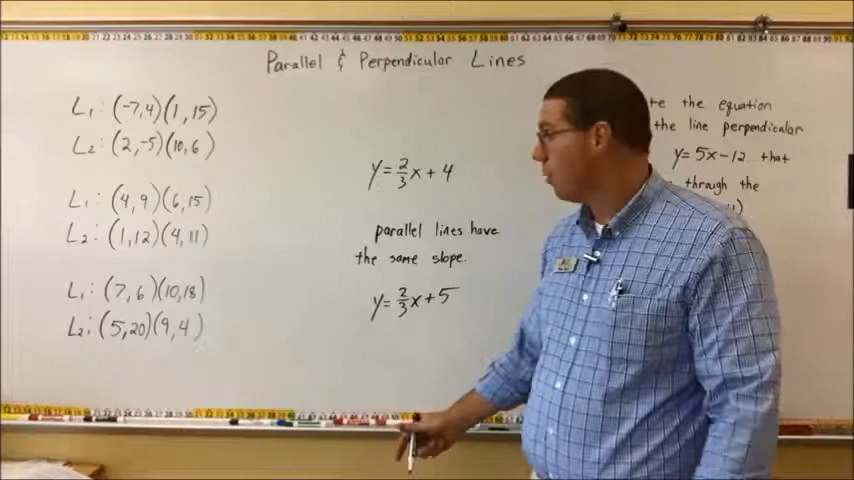 Parallel & Perpendicular Lines
L1: (-7,4)(1,15)
L2: (2,-5)(10,6)
L1: (4,9)(6,15)
L2: (1,12)(4,11)
L1: (7,6)(10,18)
L2: (5,20)(9,4)
y=2/3x+4
parallel lines have
the same slope.
y=2/3x+5
the equation
the line perpendicular
y=5x-12 that
through the